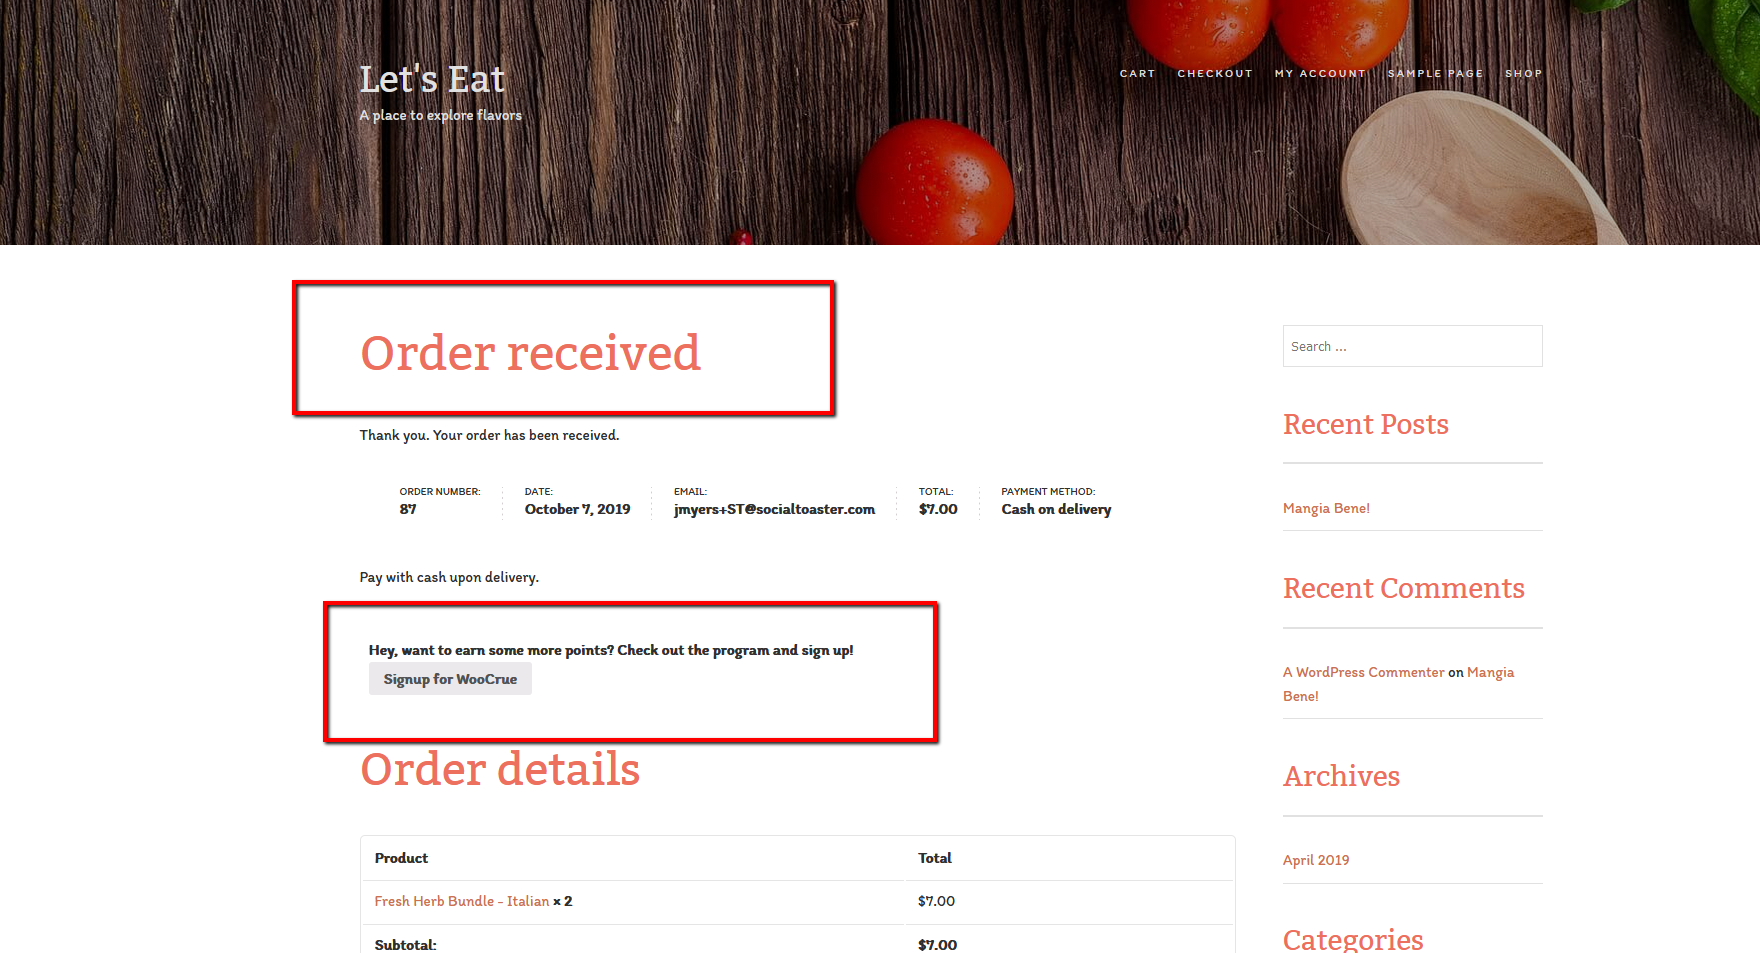 Let's Eat
A place to explore flavors
CART CHECKOUT MY ACCOUNT SAMPLE PAGE SHOP
Order received
Thank you. Your order has been received.
ORDER NUMBER:
87
DATE:
October 7, 2019
EMAIL:
jmyers+ST@socialtoaster.com
TOTAL:
$7.00
PAYMENT METHOD:
Cash on delivery
Pay with cash upon delivery.
Hey, want to earn some more points? Check out the program and sign up!
Signup for WooCrue
Order details
Product Total
Fresh Herb Bundle - Italian × 2 $7.00
Subtotal: $7.00
Search ...
Recent Posts
Mangia Bene!
Recent Comments
A WordPress Commenter on Mangia
Bene!
Archives
April 2019
Categories